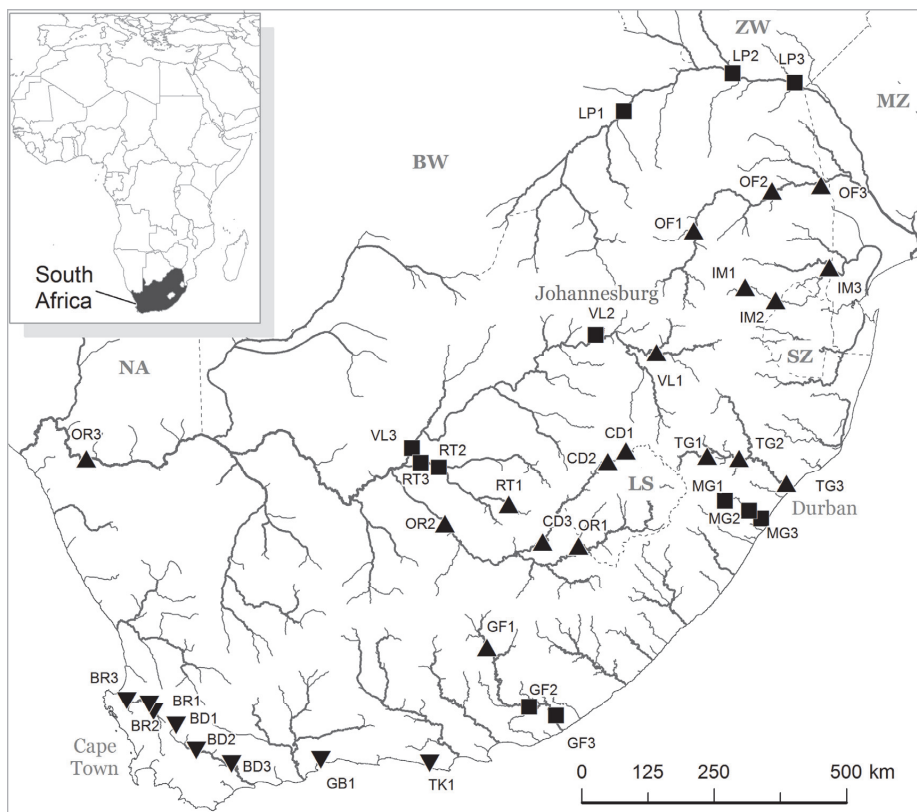 ZW
LP2
LP3
MZ
LP1
BW
OF2
OF3
OF1
South
Africa
IM1
IM3
Johannesburg
IM2
VL2
SZ
VL1
NA
OR3
VL3
RT2
CD1
TG1
TG2
CD2
RT3
RT1
LS
MG1
TG3
Durban
OR2
CD3
OR1
MG2
MG3
GF1
BR3
BR1
GF2
BR2
BD1
GF3
Cape
Town
BD2
BD3
GB1
TK1
0 125 250 500 km